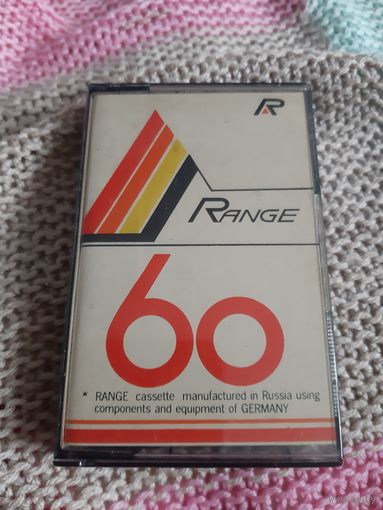 R
RANGE
60
* RANGE cassette manufactured in Russia using
components and equipment of GERMANY